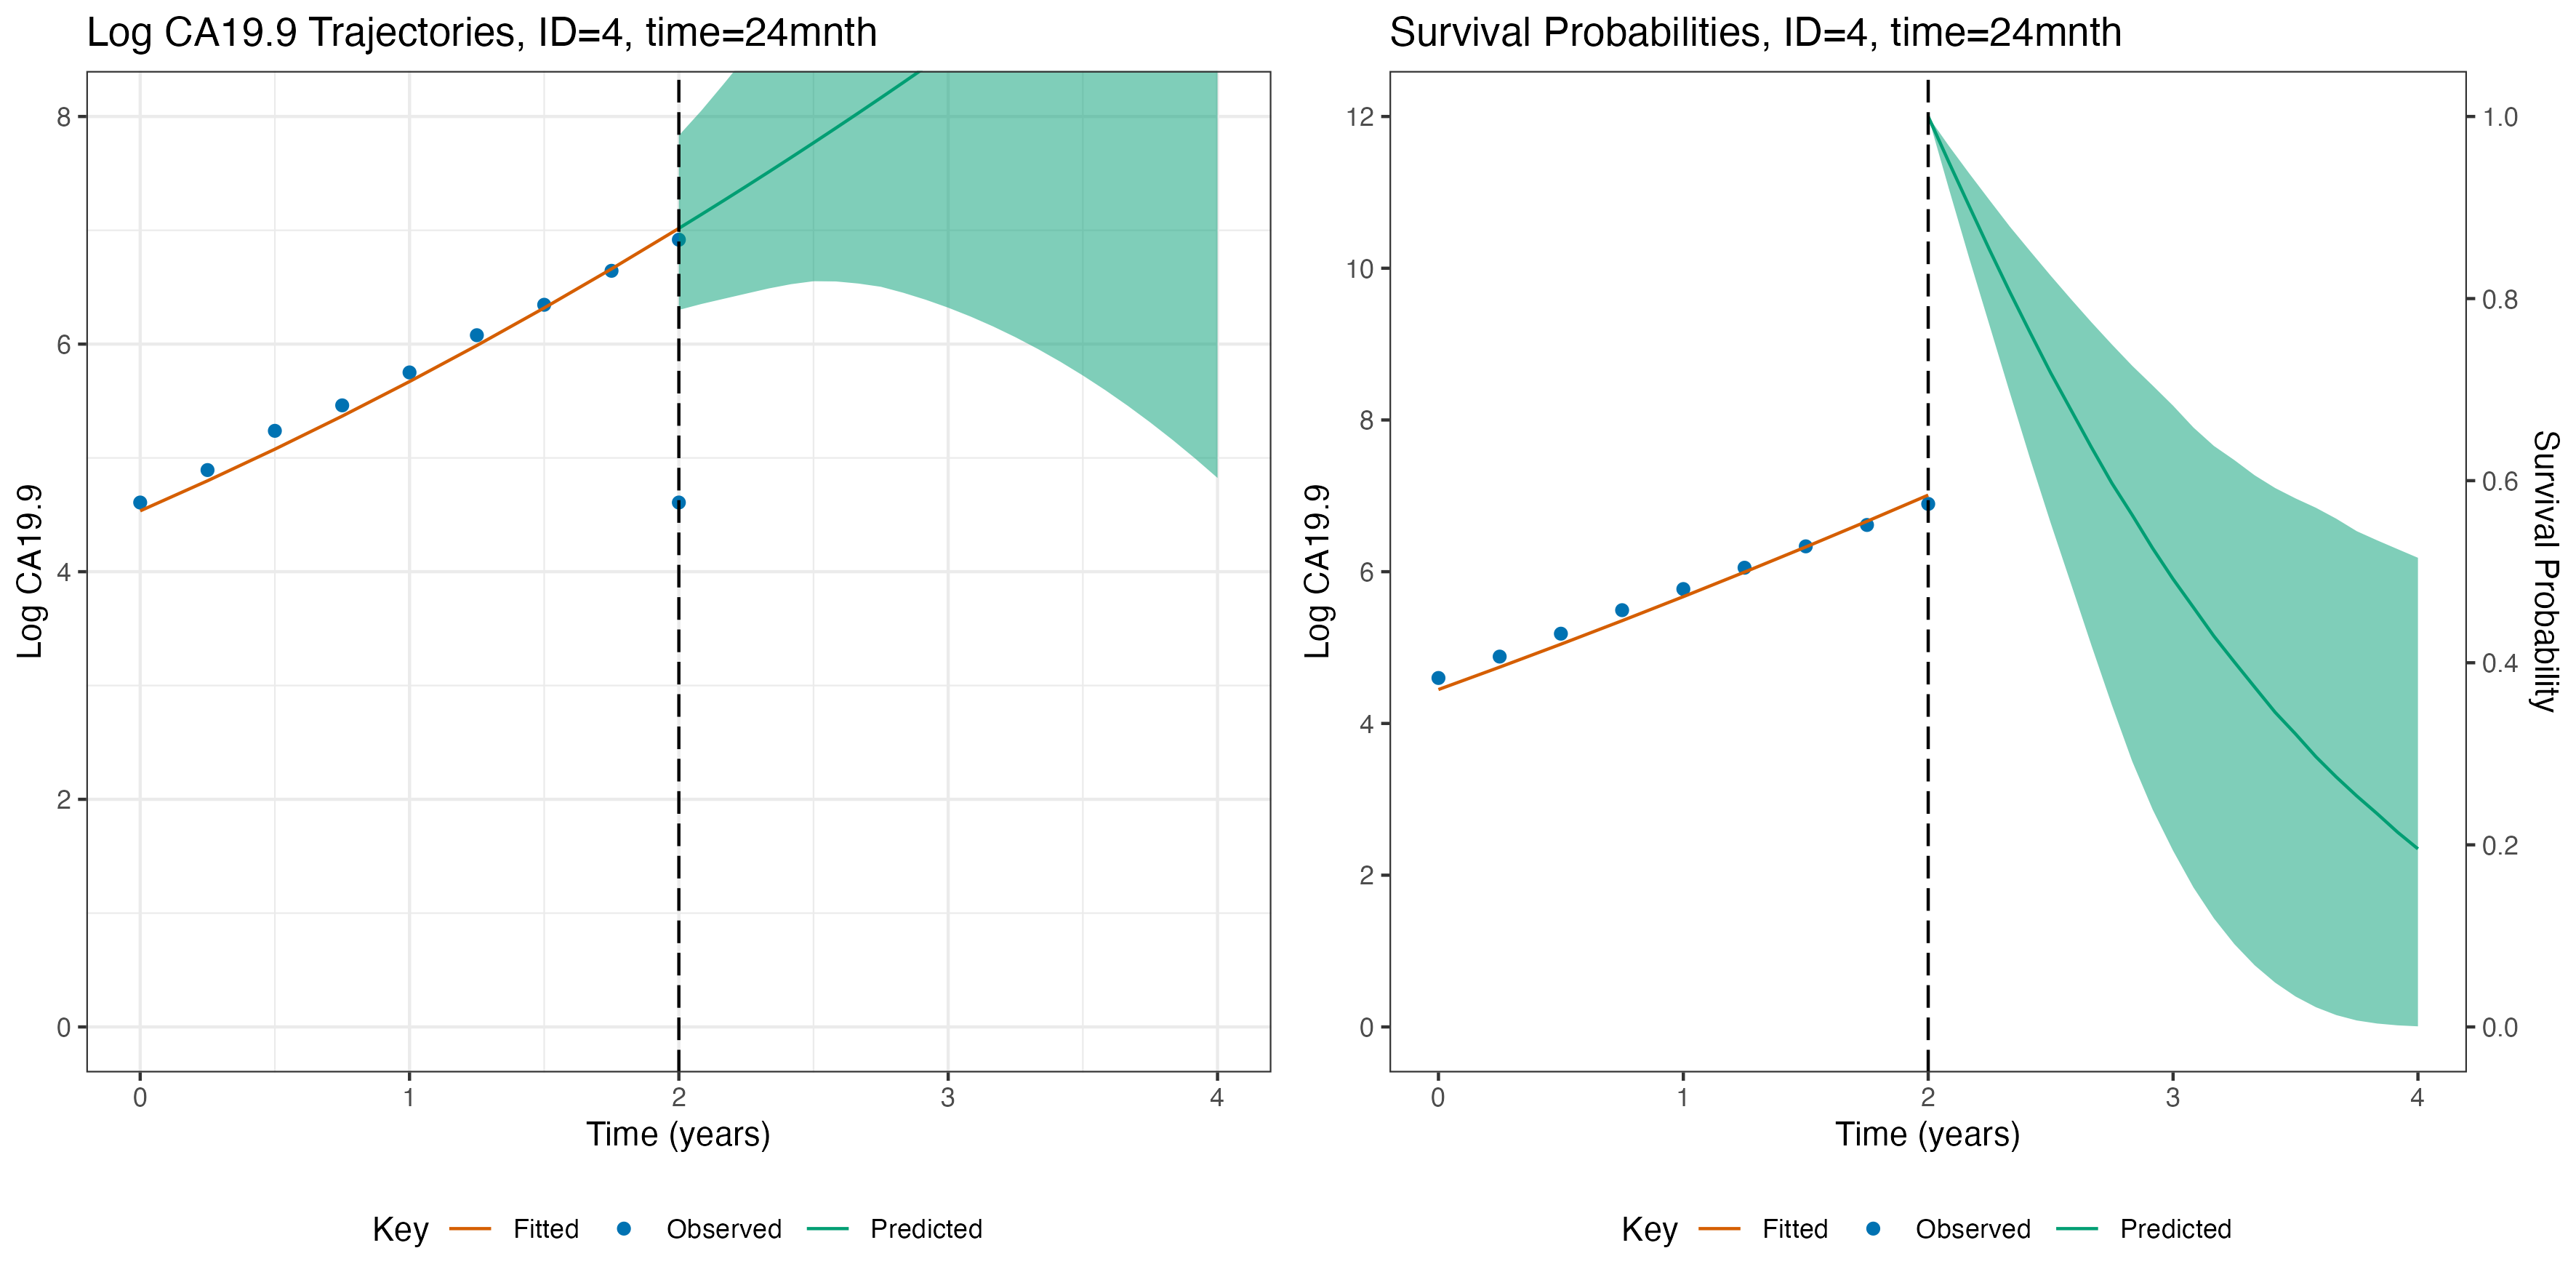 Log CA19.9 Trajectories, ID=4, time=24mnth
Log CA19.9
8
6
4
2
0
0 1 2 3 4
Time (years)
Key Fitted Observed Predicted
Survival Probabilities, ID=4, time=24mnth
Log CA19.9
12
10
8
6
4
2
0
1.0
0.8
0.6
0.4
0.2
0.0
Survival Probability
0 1 2 3 4
Time (years)
Key Fitted Observed Predicted